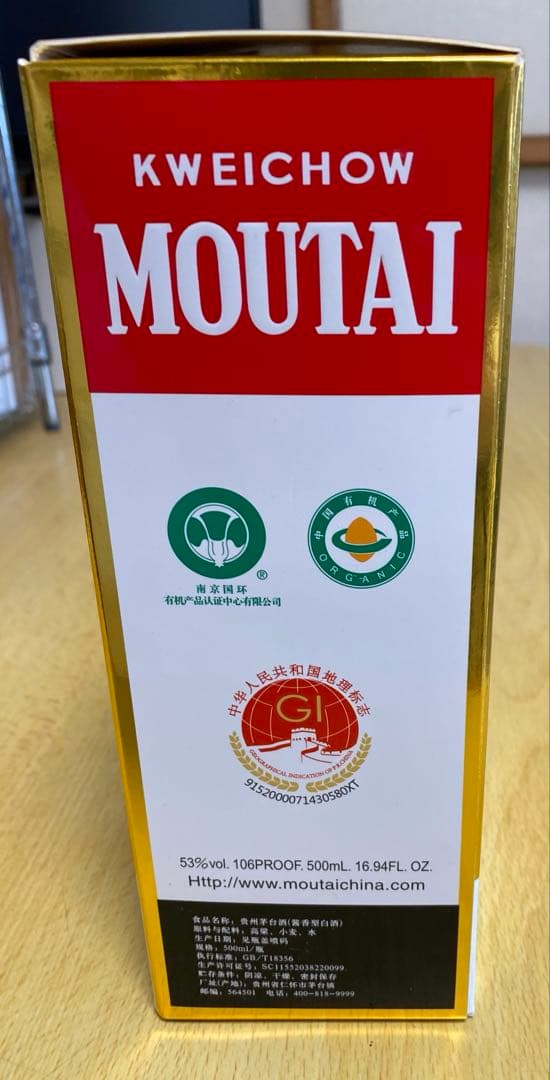 KWEICHOW
MOUTAI
®
南京国环
有机产品认证中心有限公司
中国有机产品
ORGANIC
中华人民共和国地理标志
GI
GEOGRAPHICAL INDICATION OF P.R.CHINA
9152000071430580XT
53%vol. 106PROOF. 500mL. 16.94FL. OZ.
Http://www.moutaichina.com
食品名称：贵州茅台酒(酱香型白酒)
原料与配料：高粱、小麦、水
生产日期：见瓶盖喷码
规格：500ml/瓶
执行标准：GB/T18356
生产许可证号：SC11552038220099
贮存条件：阴凉、干燥、密封保存
厂址(产地)：贵州省仁怀市茅台镇
邮编：564501 电话：400-818-9999